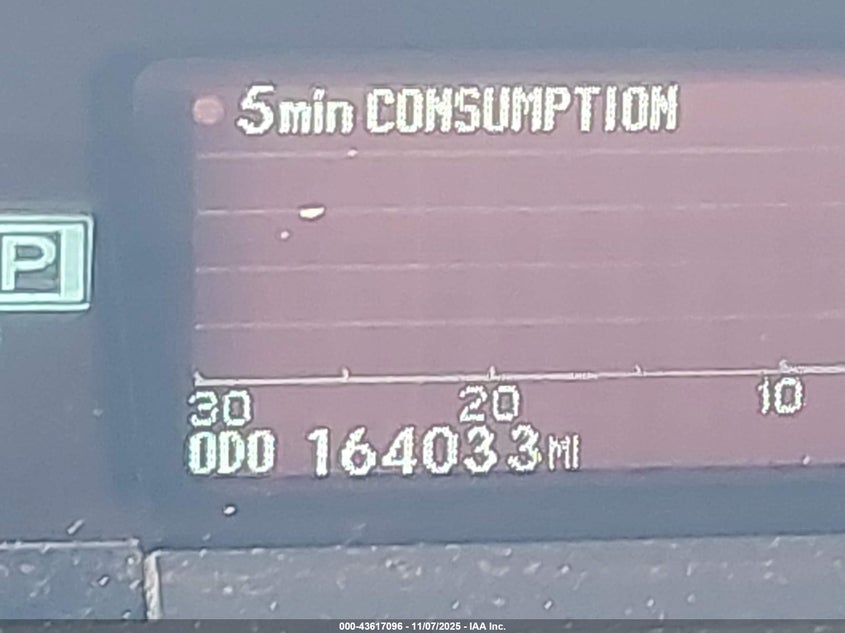 5min CONSUMPTION
P
30 20 10
ODO 164033MI
000-43617096 - 11/07/2025 - IAA Inc.